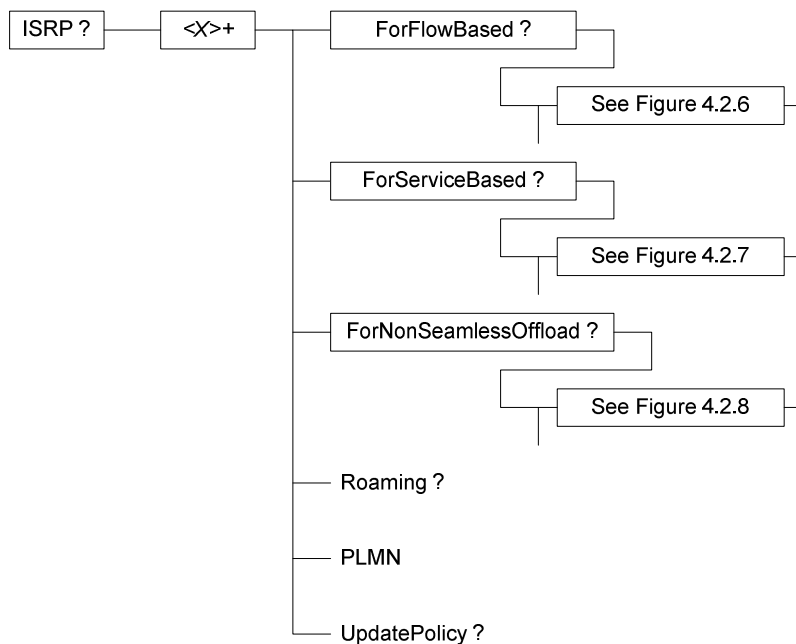 ISRP ?
<X>+
ForFlowBased ?
See Figure 4.2.6
ForServiceBased ?
See Figure 4.2.7
ForNonSeamlessOffload ?
See Figure 4.2.8
Roaming ?
PLMN
UpdatePolicy ?